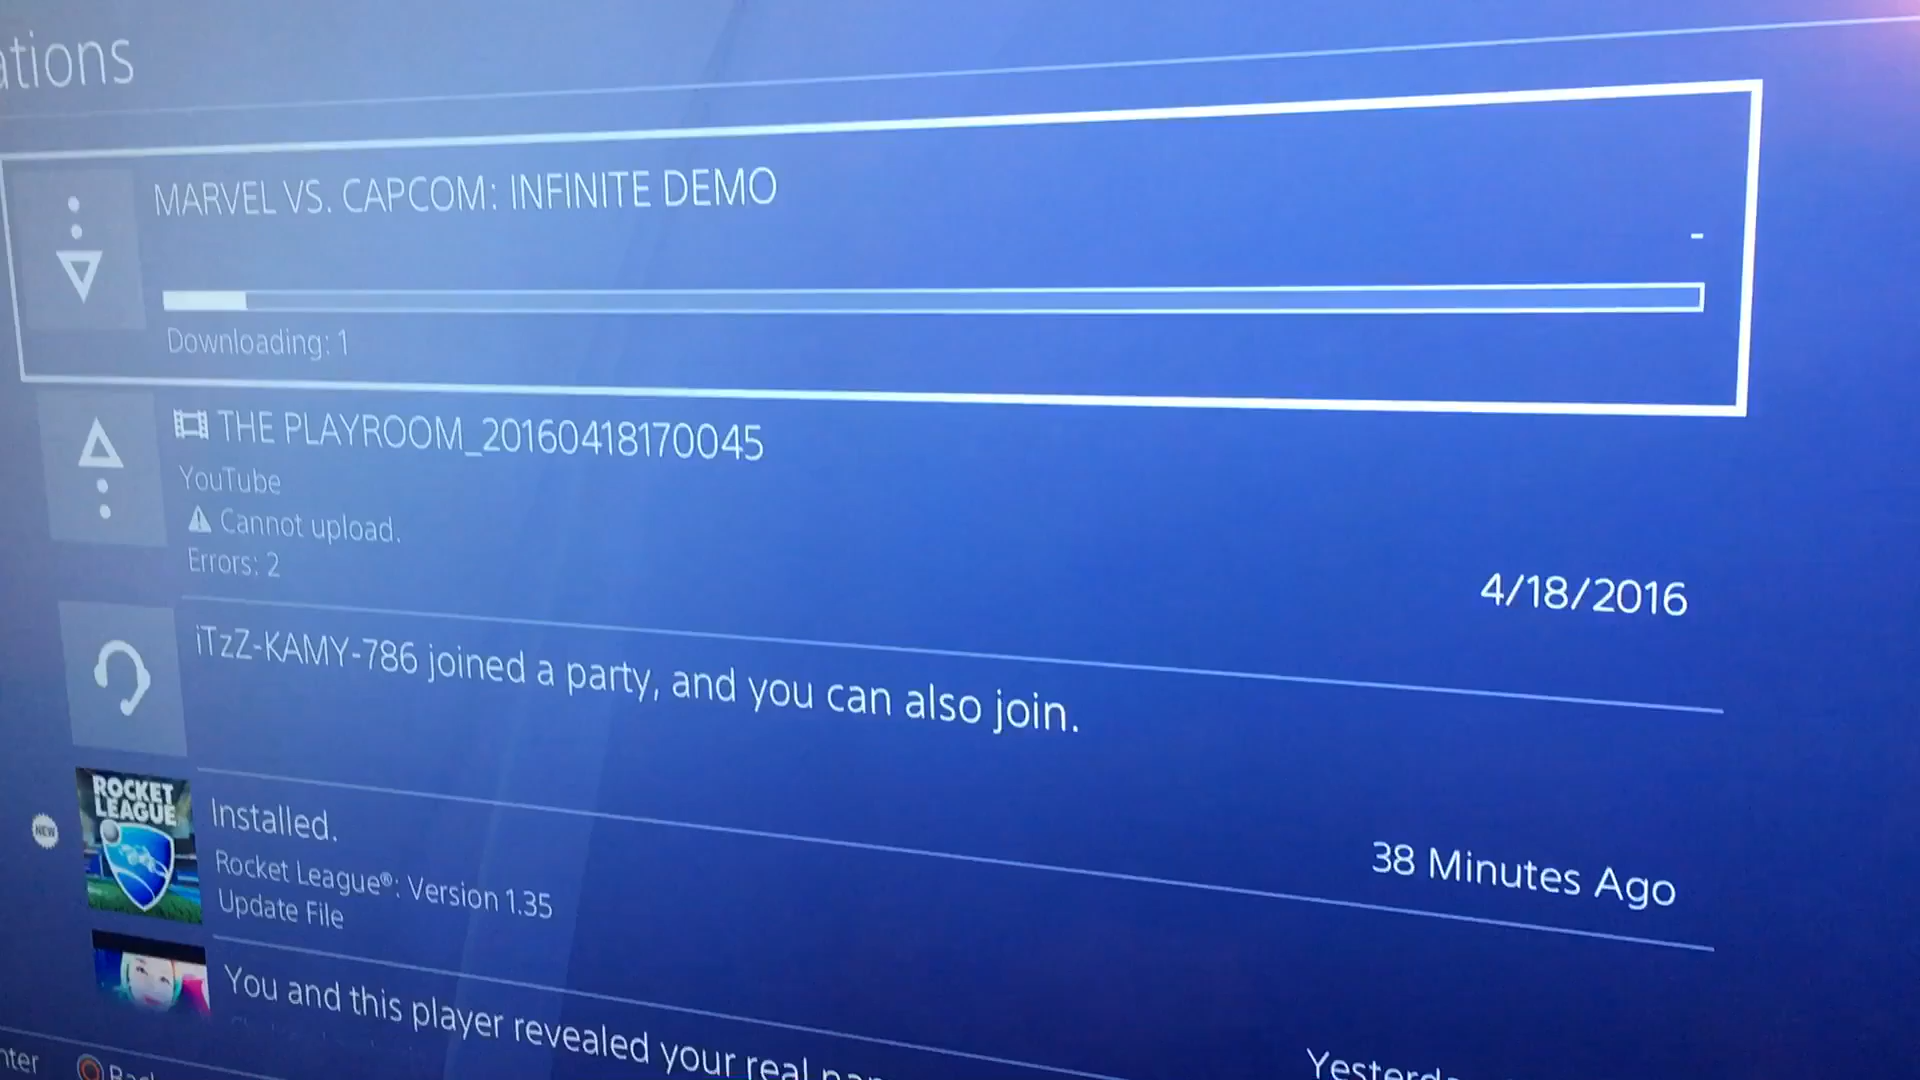 ations
MARVEL VS. CAPCOM: INFINITE DEMO
-
Downloading: 1
THE PLAYROOM_20160418170045
YouTube
Cannot upload.
Errors: 2
4/18/2016
iTzZ-KAMY-786 joined a party, and you can also join.
38 Minutes Ago
NEW
ROCKET
LEAGUE
Installed.
Rocket League®: Version 1.35
Update File
You and this player revealed your real